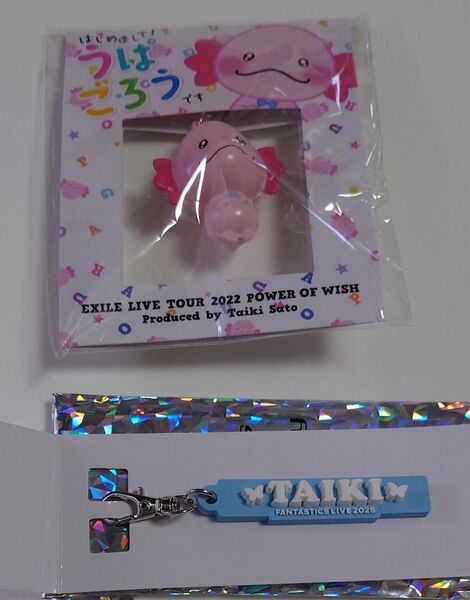 はじめまして!
うぱ
ごろう
です
EXILE LIVE TOUR 2022 POWER OF WISH
Produced by Taiki Sato
TAIKI
FANTASTICS LIVE 2025